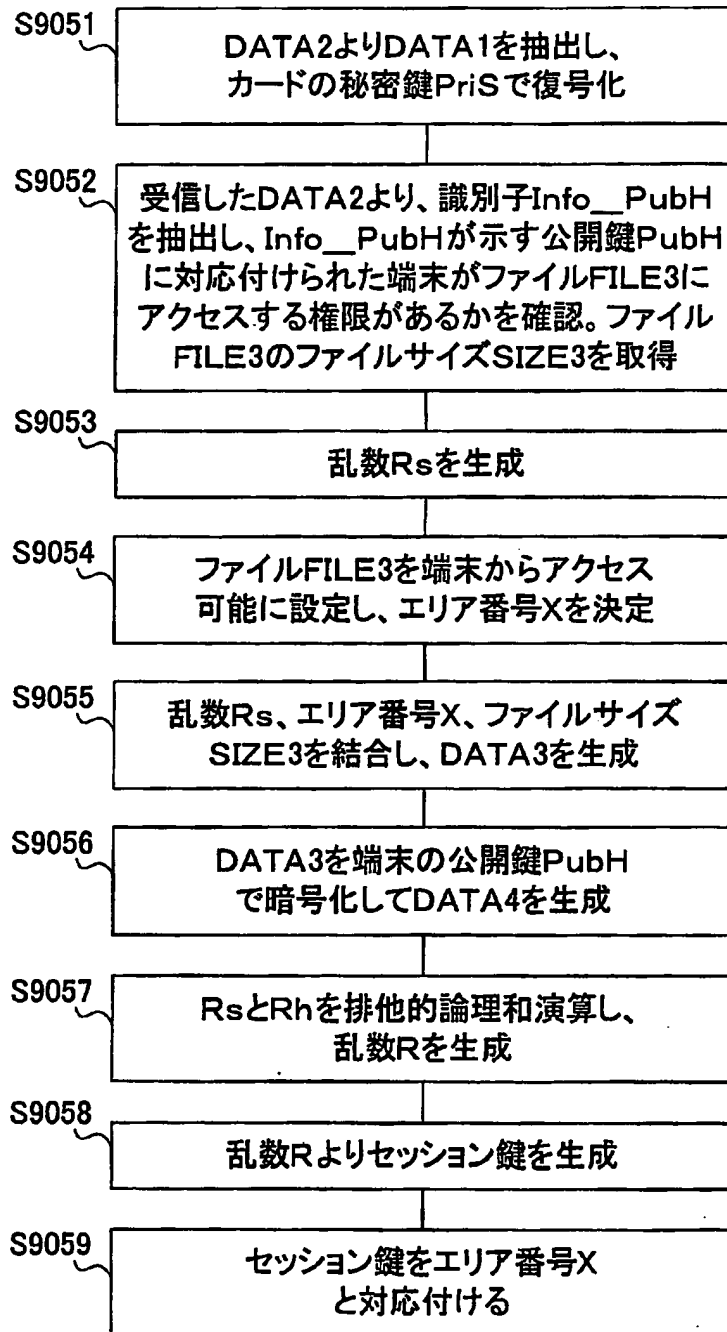 S9051
DATA2よりDATA1を抽出し、
カードの秘密鍵PriSで復号化
S9052
受信したDATA2より、識別子Info__PubH
を抽出し、Info__PubHが示す公開鍵PubH
に対応付けられた端末がファイルFILE3に
アクセスする権限があるかを確認。ファイル
FILE3のファイルサイズSIZE3を取得
S9053
乱数Rsを生成
S9054
ファイルFILE3を端末からアクセス
可能に設定し、エリア番号Xを決定
S9055
乱数Rs、エリア番号X、ファイルサイズ
SIZE3を結合し、DATA3を生成
S9056
DATA3を端末の公開鍵PubH
で暗号化してDATA4を生成
S9057
RsとRhを排他的論理和演算し、
乱数Rを生成
S9058
乱数Rよりセッション鍵を生成
S9059
セッション鍵をエリア番号X
と対応付ける